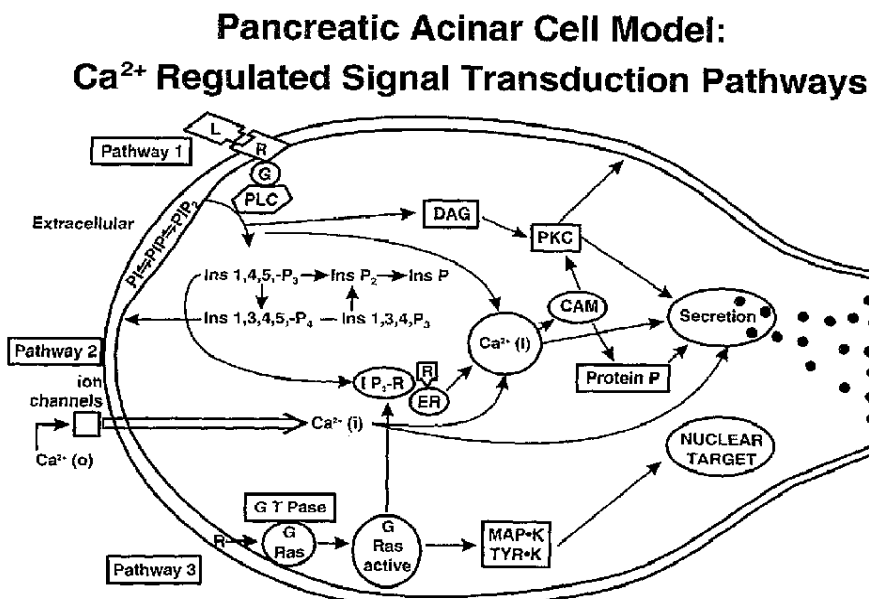 Pancreatic Acinar Cell Model:
Ca²⁺ Regulated Signal Transduction Pathways
L
R
Pathway 1
G
PLC
Extracellular
PI⇆PIP⇆PIP₂
DAG
PKC
Ins 1,4,5,-P₃ → Ins P₂ → Ins P
CAM
Secretion
Ins 1,3,4,5,-P₄ — Ins 1,3,4,P₃
Ca²⁺ (I)
Pathway 2
Protein P
ion
channels
I P₃-R
R
ER
Ca²⁻ (i)
Ca²⁺ (o)
NUCLEAR
TARGET
G T Pase
R
G
Ras
G
Ras
active
MAP•K
TYR•K
Pathway 3